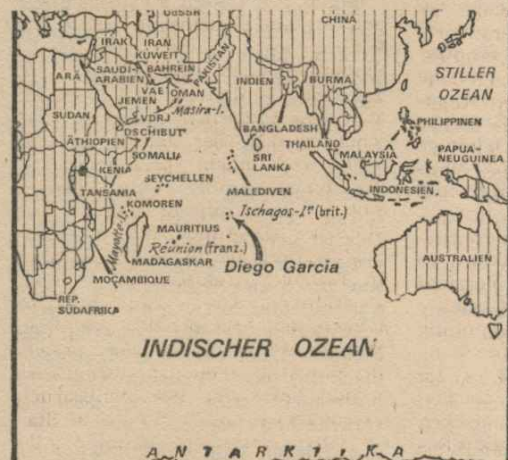 UdSSR
CHINA
IRAK
IRAN
KUWEIT
BAHREIN
PAKISTAN
SAUDI-
ARABIEN
ARÄ
VAE
OMAN
JEMEN
Masira-I.
VDRJ
DSCHIBUTI
SUDAN
ÄTHIOPIEN
SOMALIA
KENIA
TANSANIA
SEYCHELLEN
KOMOREN
Mayotte-I.
MAURITIUS
Réunion (franz.)
MADAGASKAR
MOÇAMBIQUE
REP.
SÜDAFRIKA
INDIEN
BURMA
BANGLADESH
THAILAND
SRI
LANKA
MALEDIVEN
Tschagos-In (brit.)
Diego Garcia
MALAYSIA
INDONESIEN
PHILIPPINEN
PAPUA-
NEUGUINEA
STILLER
OZEAN
AUSTRALIEN
INDISCHER OZEAN
ANTARKTIKA